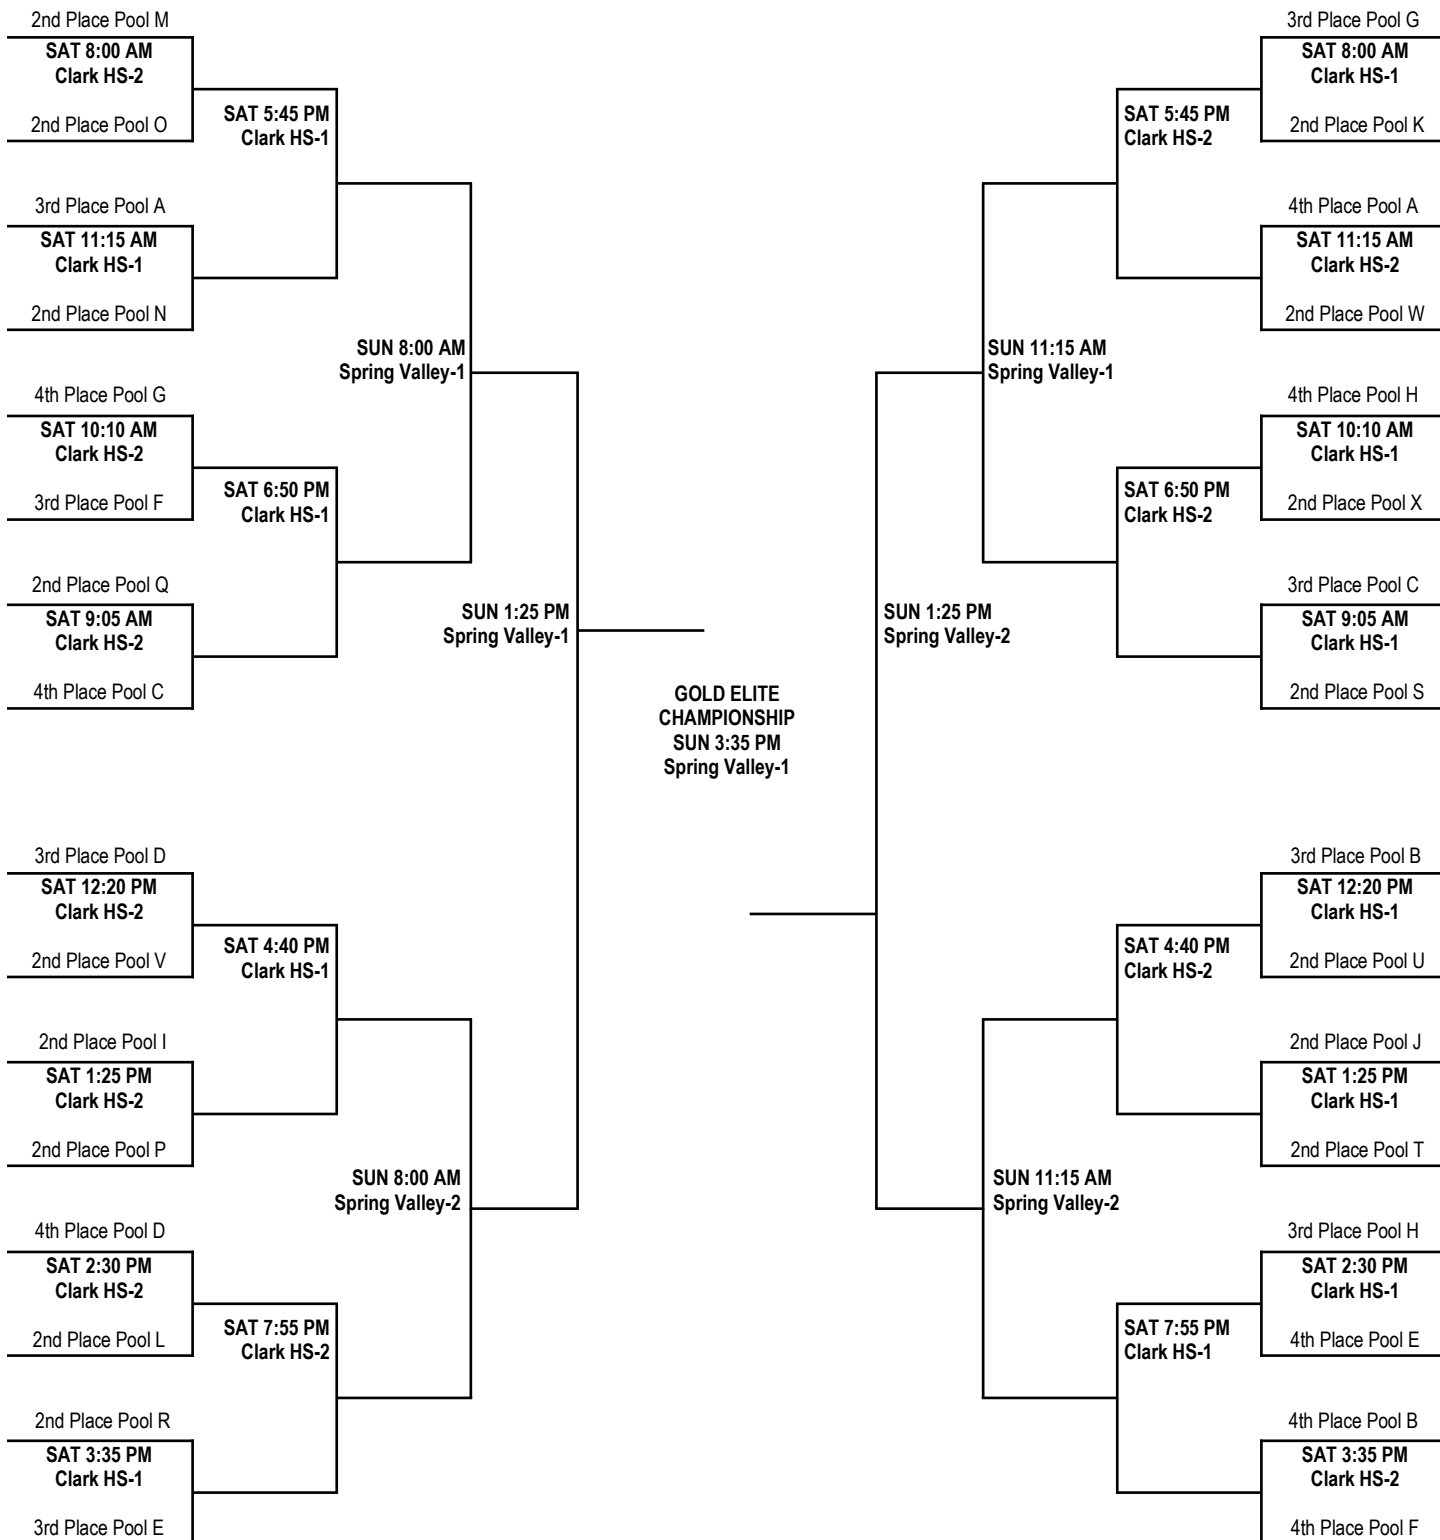 2nd Place Pool M
SAT 8:00 AM
Clark HS-2
2nd Place Pool O
SAT 5:45 PM
Clark HS-1
3rd Place Pool A
SAT 11:15 AM
Clark HS-1
2nd Place Pool N
SUN 8:00 AM
Spring Valley-1
4th Place Pool G
SAT 10:10 AM
Clark HS-2
3rd Place Pool F
SAT 6:50 PM
Clark HS-1
2nd Place Pool Q
SAT 9:05 AM
Clark HS-2
4th Place Pool C
SUN 1:25 PM
Spring Valley-1
3rd Place Pool D
SAT 12:20 PM
Clark HS-2
2nd Place Pool V
SAT 4:40 PM
Clark HS-1
2nd Place Pool I
SAT 1:25 PM
Clark HS-2
2nd Place Pool P
SUN 8:00 AM
Spring Valley-2
4th Place Pool D
SAT 2:30 PM
Clark HS-2
2nd Place Pool L
SAT 7:55 PM
Clark HS-2
2nd Place Pool R
SAT 3:35 PM
Clark HS-1
3rd Place Pool E
GOLD ELITE
CHAMPIONSHIP
SUN 3:35 PM
Spring Valley-1
3rd Place Pool G
SAT 8:00 AM
Clark HS-1
2nd Place Pool K
SAT 5:45 PM
Clark HS-2
4th Place Pool A
SAT 11:15 AM
Clark HS-2
2nd Place Pool W
SUN 11:15 AM
Spring Valley-1
4th Place Pool H
SAT 10:10 AM
Clark HS-1
2nd Place Pool X
SAT 6:50 PM
Clark HS-2
3rd Place Pool C
SAT 9:05 AM
Clark HS-1
2nd Place Pool S
SUN 1:25 PM
Spring Valley-2
3rd Place Pool B
SAT 12:20 PM
Clark HS-1
2nd Place Pool U
SAT 4:40 PM
Clark HS-2
2nd Place Pool J
SAT 1:25 PM
Clark HS-1
2nd Place Pool T
SUN 11:15 AM
Spring Valley-2
3rd Place Pool H
SAT 2:30 PM
Clark HS-1
4th Place Pool E
SAT 7:55 PM
Clark HS-1
4th Place Pool B
SAT 3:35 PM
Clark HS-2
4th Place Pool F